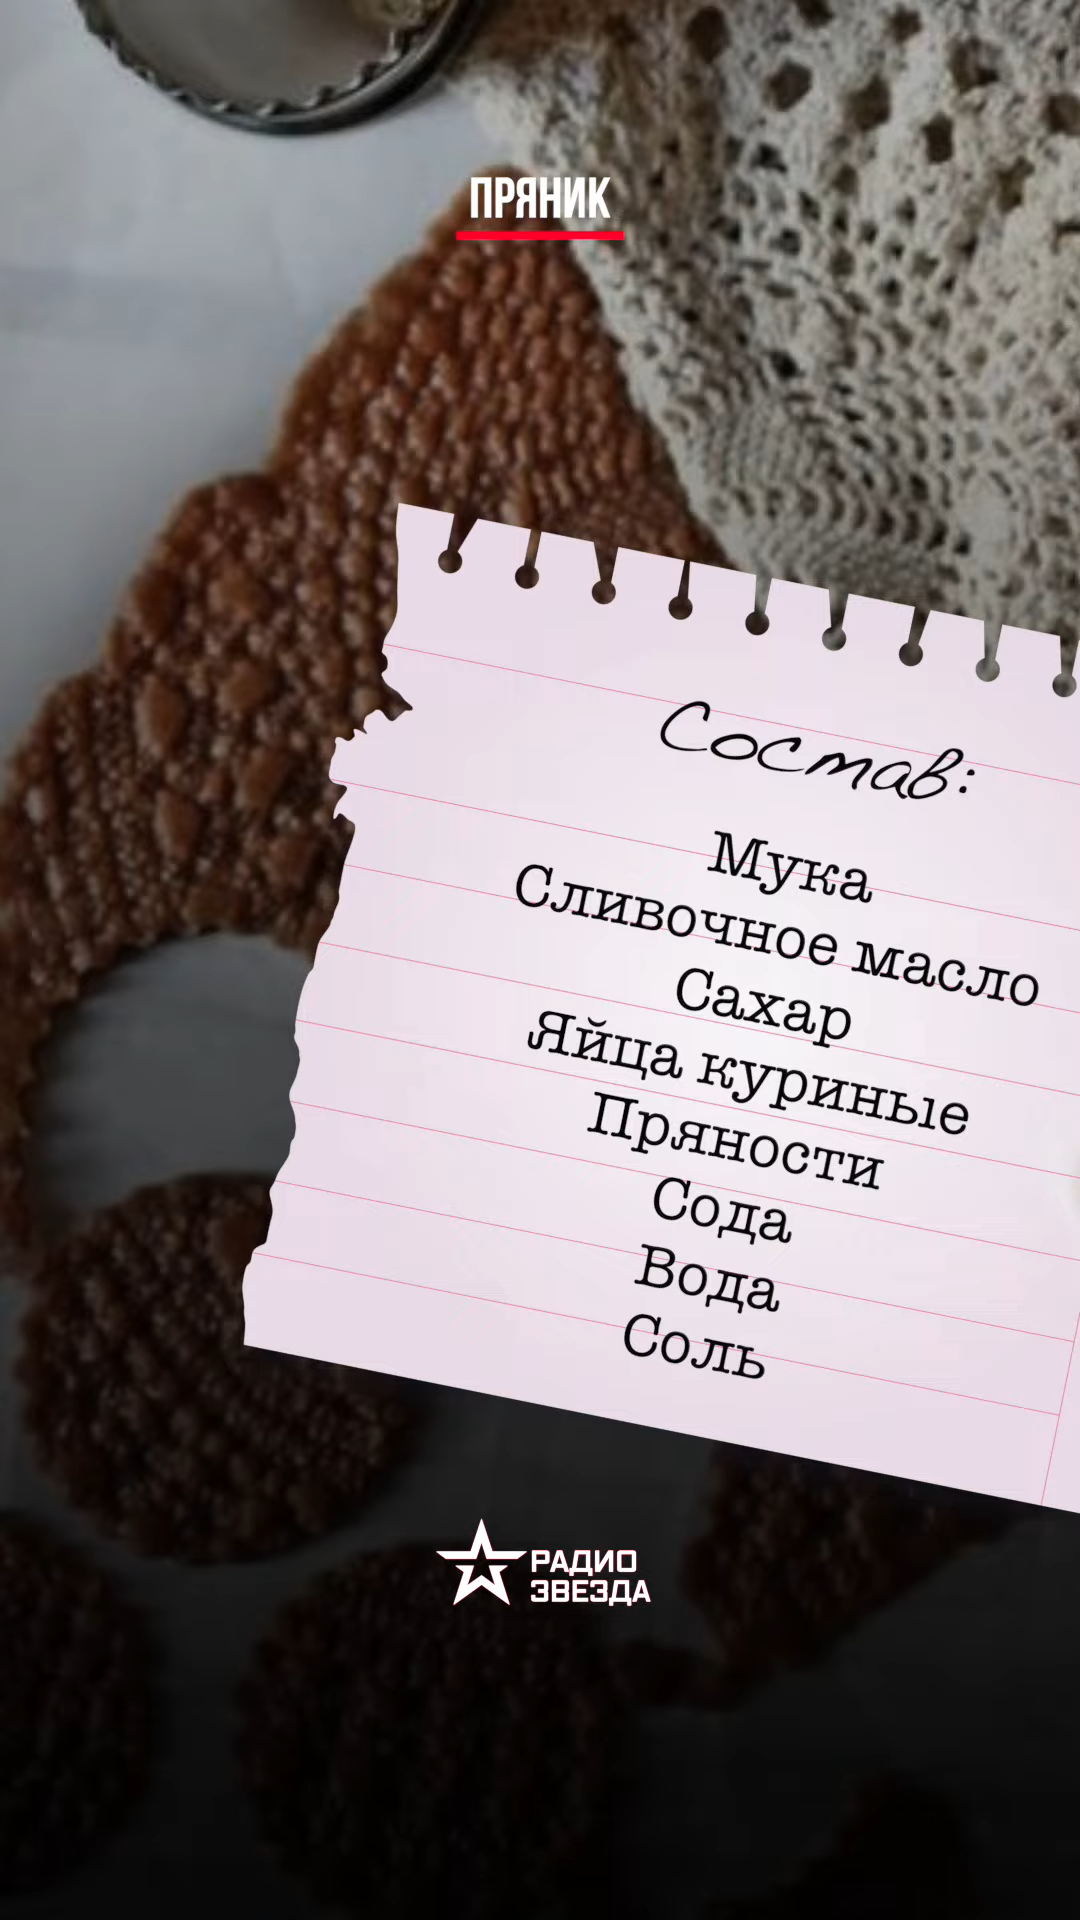 ПРЯНИК
Состав:
Мука
Сливочное масло
Сахар
Яйца куриные
Пряности
Сода
Вода
Соль
РАДИО
ЗВЕЗДА